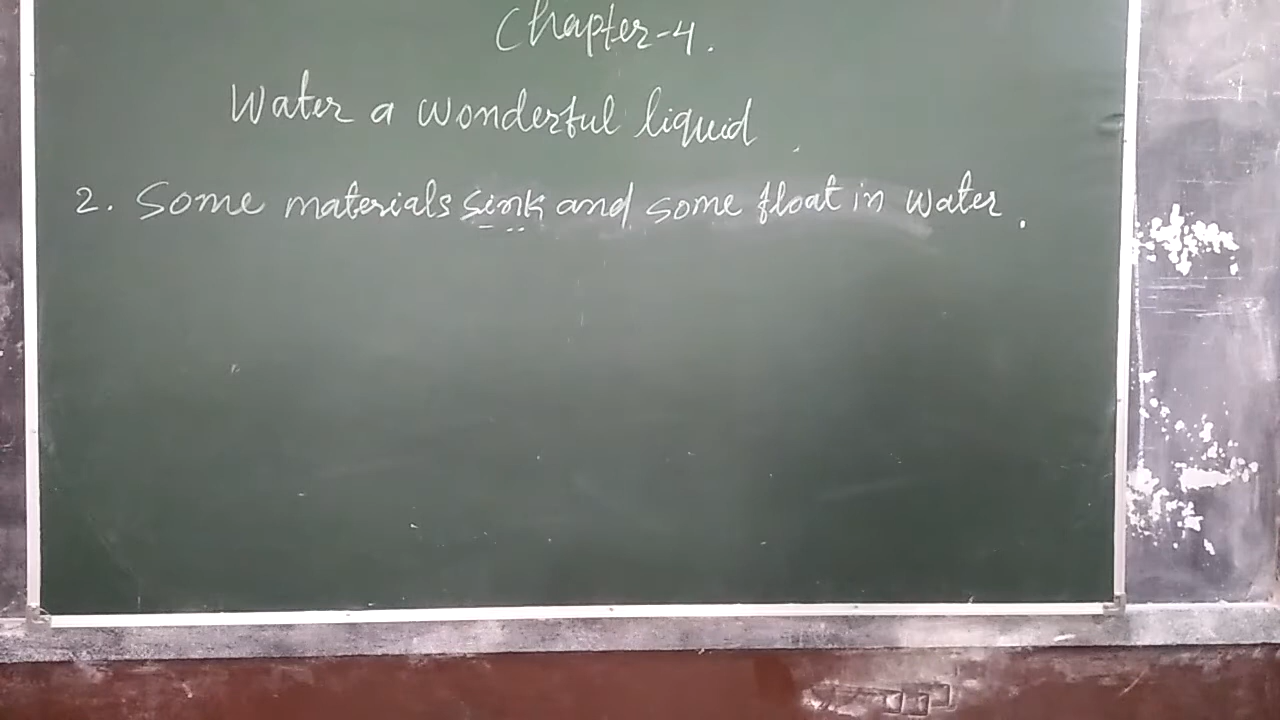 Chapter-4.
Water a wonderful liquid
2. Some materials sink and some float in water.